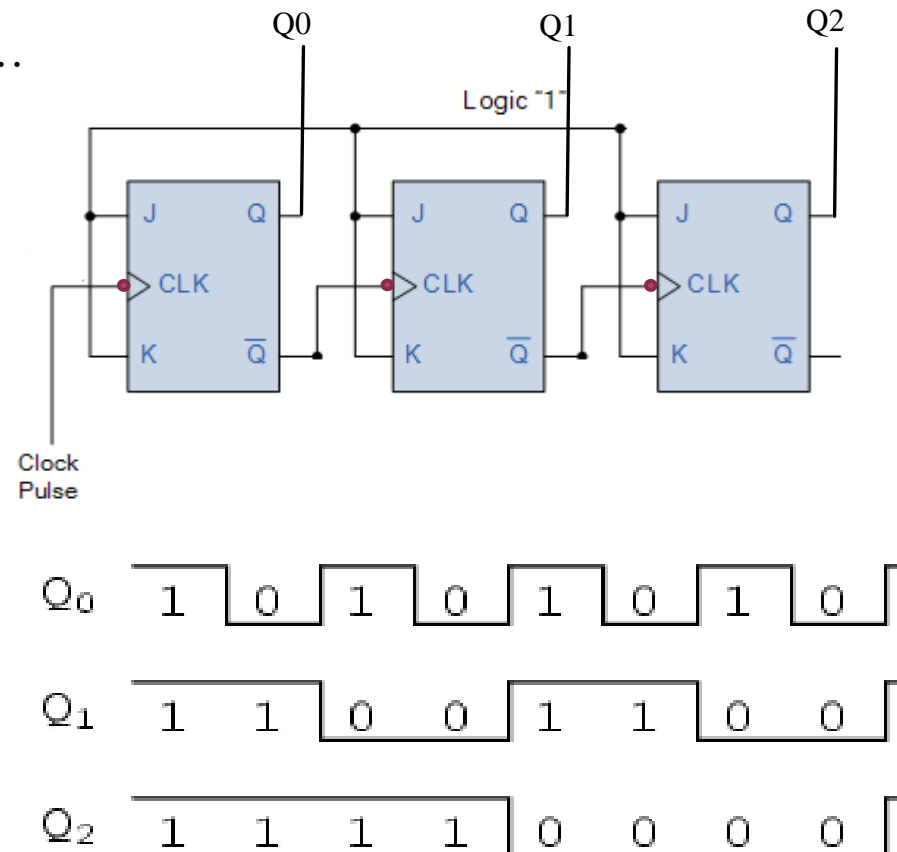 Q0 Q1 Q2
..
Logic "1"
J Q J Q J Q
CLK CLK CLK
K Q̅ K Q̅ K Q̅
Clock
Pulse
Q₀ 1 0 1 0 1 0 1 0
Q₁ 1 1 0 0 1 1 0 0
Q₂ 1 1 1 1 0 0 0 0